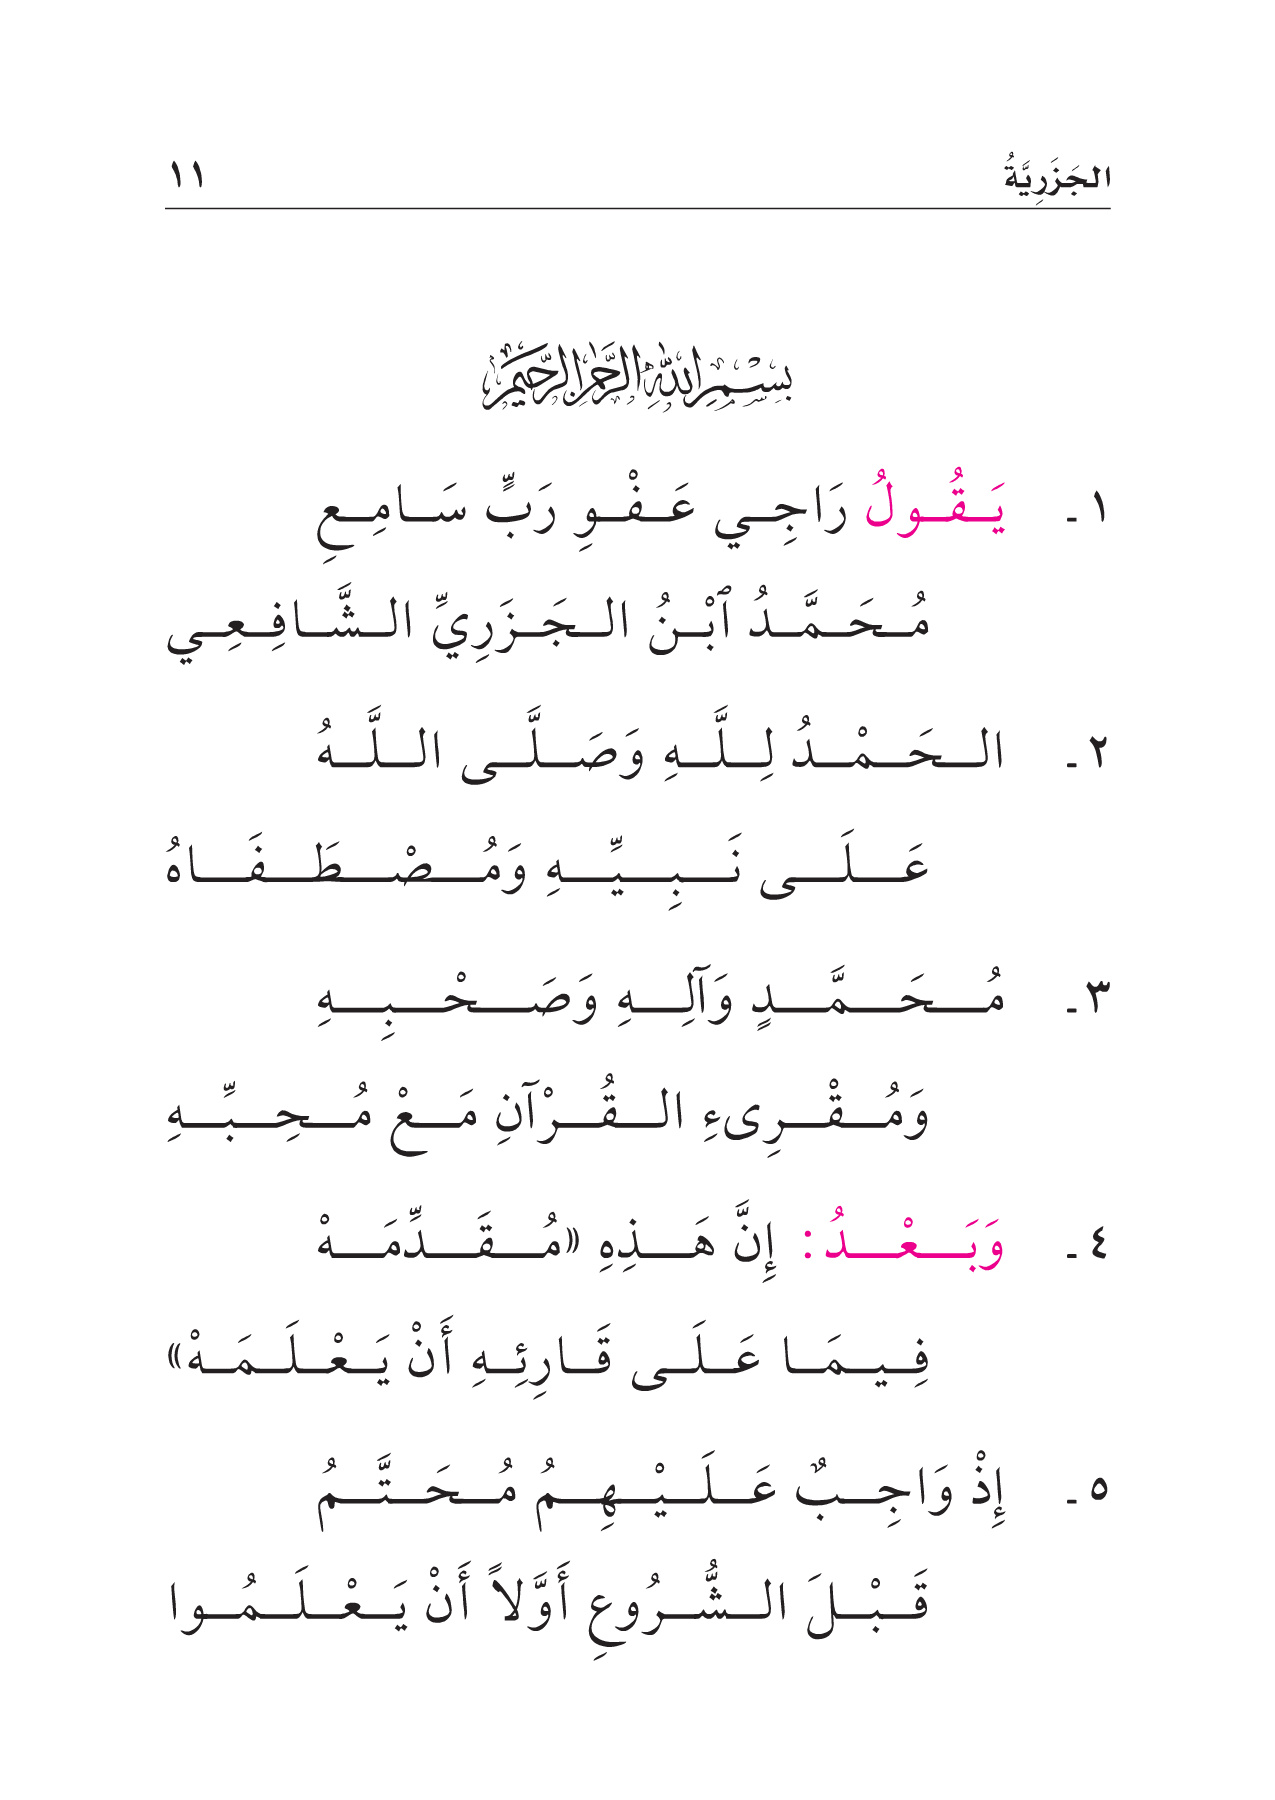 الجَزَرِيَّةُ ١١
بِسْمِ اللَّهِ الرَّحْمَٰنِ الرَّحِيمِ
١ - يَقُولُ رَاجِي عَفْوِ رَبٍّ سَامِعِ
مُحَمَّدُ ٱبْنُ الجَزَرِيِّ الشَّافِعِي
٢ - الحَمْدُ لِلَّهِ وَصَلَّى اللَّهُ
عَلَى نَبِيِّهِ وَمُصْطَفَاهُ
٣ - مُحَمَّدٍ وَآلِهِ وَصَحْبِهِ
وَمُقْرِىءِ القُرْآنِ مَعْ مُحِبِّهِ
٤ - وَبَعْدُ: إِنَّ هَذِهِ «مُقَدِّمَهْ
فِيمَا عَلَى قَارِئِهِ أَنْ يَعْلَمَهْ»
٥ - إِذْ وَاجِبٌ عَلَيْهِمُ مُحَتَّمُ
قَبْلَ الشُّرُوعِ أَوَّلاً أَنْ يَعْلَمُوا